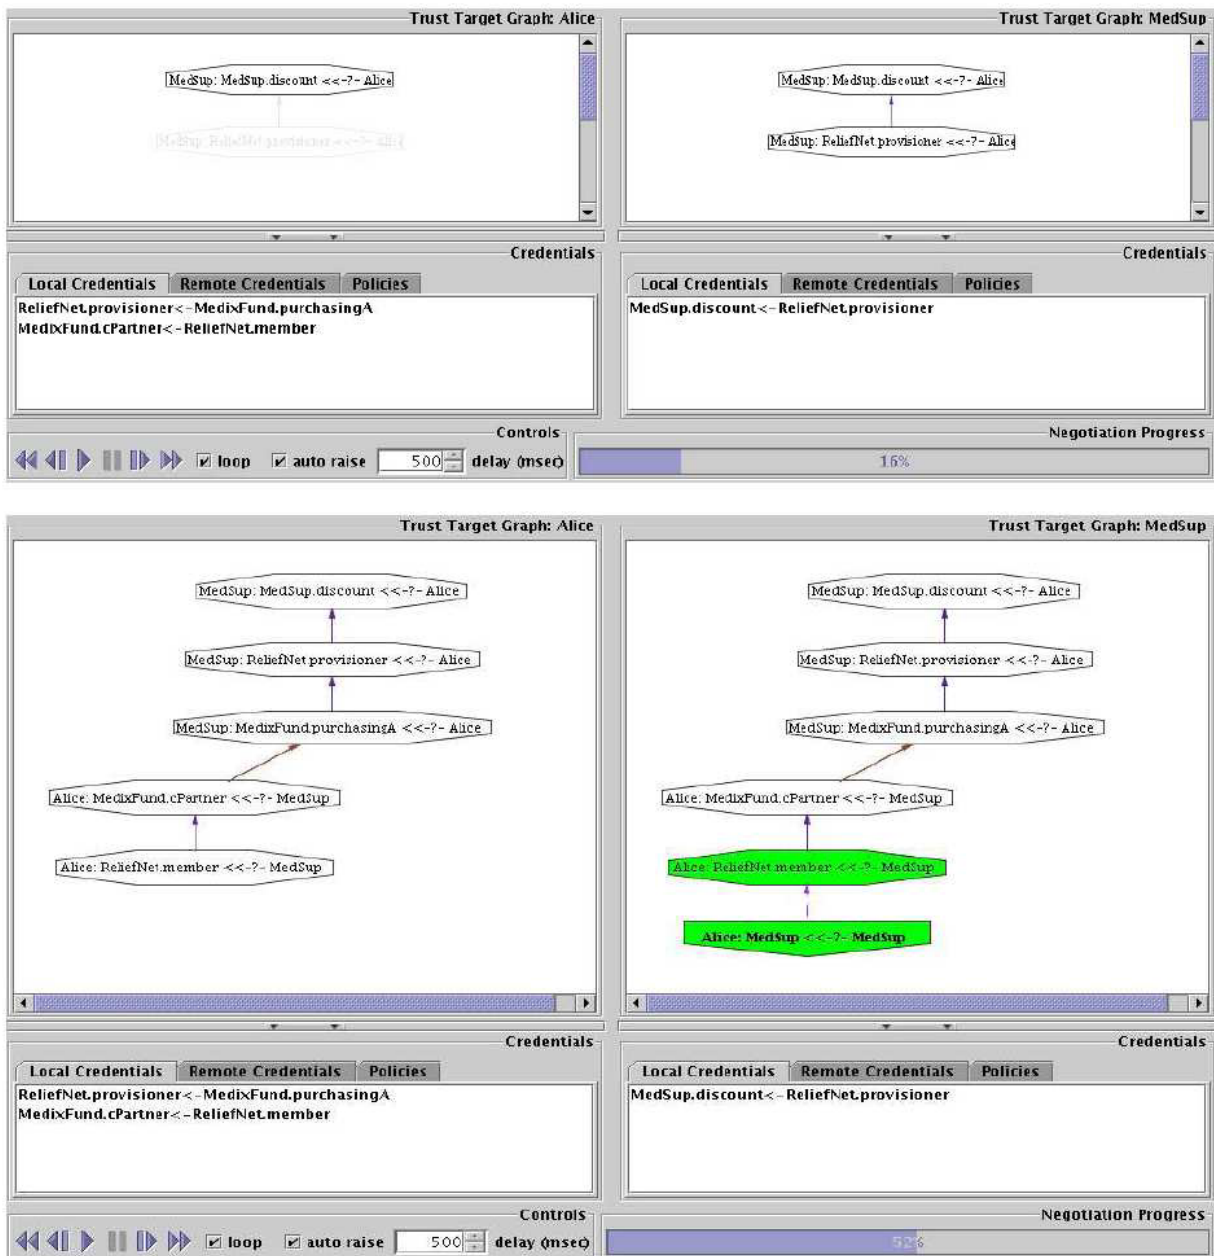 Trust Target Graph: Alice
Trust Target Graph: MedSup
MedSup: MedSup.discount <<-?- Alice
MedSup: ReliefNet.provisioner <<-?- Alice
MedSup: MedSup.discount <<-?- Alice
MedSup: ReliefNet.provisioner <<-?- Alice
Credentials
Credentials
Local Credentials Remote Credentials Policies
ReliefNet.provisioner<-MedixFund.purchasingA
MedixFund.cPartner<-ReliefNet.member
Local Credentials Remote Credentials Policies
MedSup.discount<-ReliefNet.provisioner
Controls
Negotiation Progress
loop auto raise 500 delay (msec)
16%
Trust Target Graph: Alice
Trust Target Graph: MedSup
MedSup: MedSup.discount <<-?- Alice
MedSup: ReliefNet.provisioner <<-?- Alice
MedSup: MedixFund.purchasingA <<-?- Alice
Alice: MedixFund.cPartner <<-?- MedSup
Alice: ReliefNet.member <<-?- MedSup
MedSup: MedSup.discount <<-?- Alice
MedSup: ReliefNet.provisioner <<-?- Alice
MedSup: MedixFund.purchasingA <<-?- Alice
Alice: MedixFund.cPartner <<-?- MedSup
Alice: ReliefNet.member <<-?- MedSup
Alice: MedSup <<-?- MedSup
Credentials
Credentials
Local Credentials Remote Credentials Policies
ReliefNet.provisioner<-MedixFund.purchasingA
MedixFund.cPartner<-ReliefNet.member
Local Credentials Remote Credentials Policies
MedSup.discount<-ReliefNet.provisioner
Controls
Negotiation Progress
loop auto raise 500 delay (msec)
52%